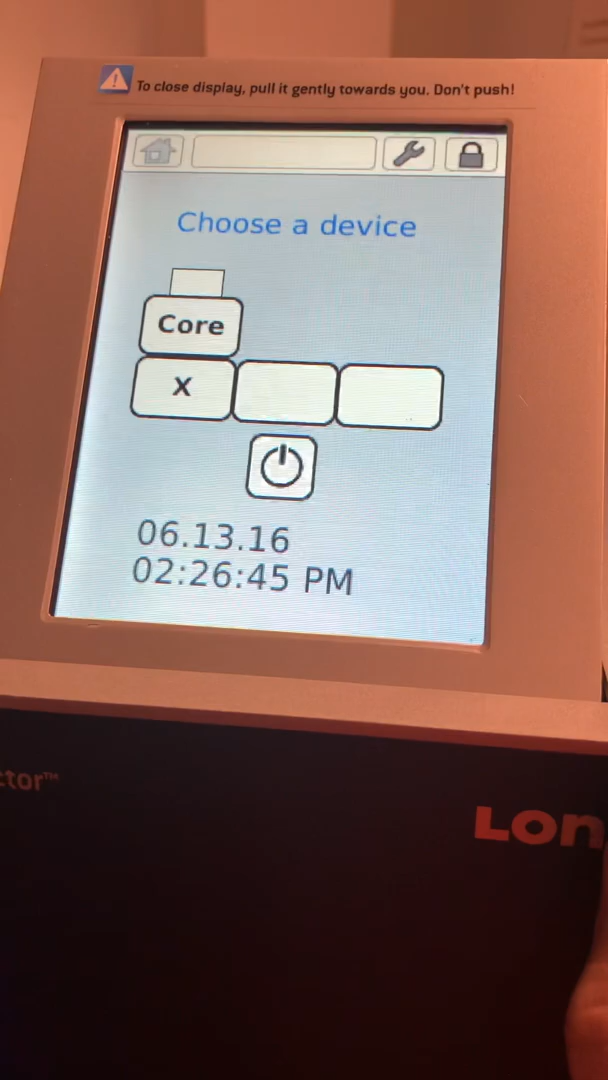 To close display, pull it gently towards you. Don't push!
Choose a device
Core
X
06.13.16
02:26:45 PM
ctor™
Lon